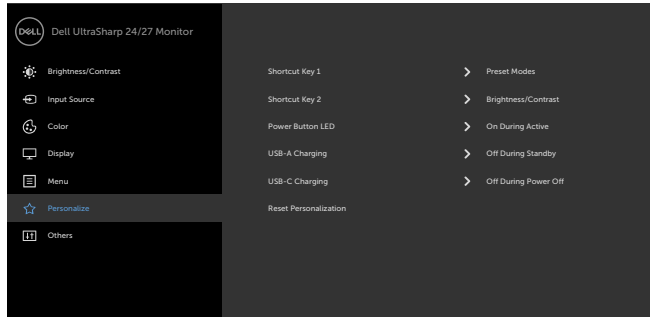 DELL Dell UltraSharp 24/27 Monitor
Brightness/Contrast Shortcut Key 1 Preset Modes
Input Source Shortcut Key 2 Brightness/Contrast
Color Power Button LED On During Active
Display USB-A Charging Off During Standby
Menu USB-C Charging Off During Power Off
Personalize Reset Personalization
Others